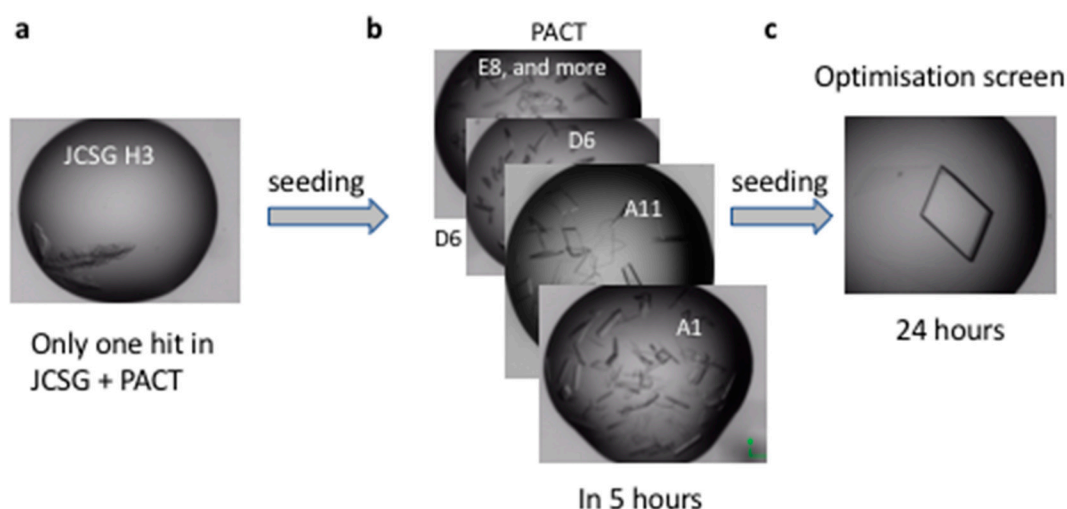 a
JCSG H3
Only one hit in
JCSG + PACT
seeding
b
PACT
E8, and more
D6
A11
D6
A1
In 5 hours
seeding
c
Optimisation screen
24 hours